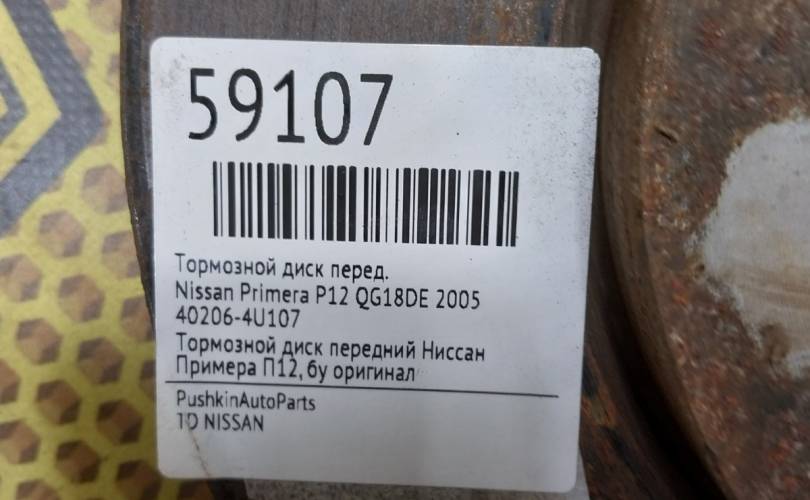 59107
Тормозной диск перед.
Nissan Primera P12 QG18DE 2005
40206-4U107
Тормозной диск передний Ниссан
Примера П12, бу оригинал
PushkinAutoParts
TD NISSAN